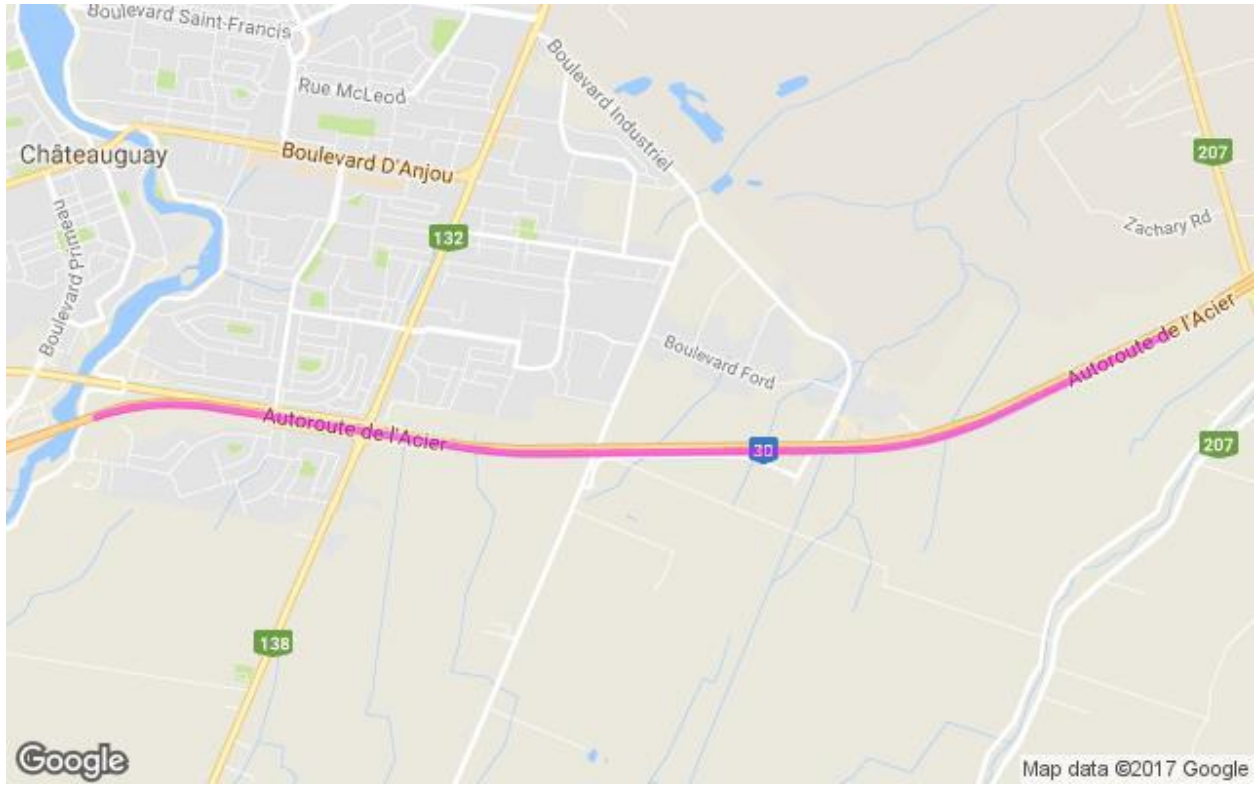 Boulevard Saint-Francis
Rue McLeod
Boulevard Industriel
207
Châteauguay
Boulevard D'Anjou
Zachary Rd
Boulevard Primeau
132
Autoroute de l'Acier
Boulevard Ford
Autoroute de l'Acier
30
207
138
Google
Map data ©2017 Google